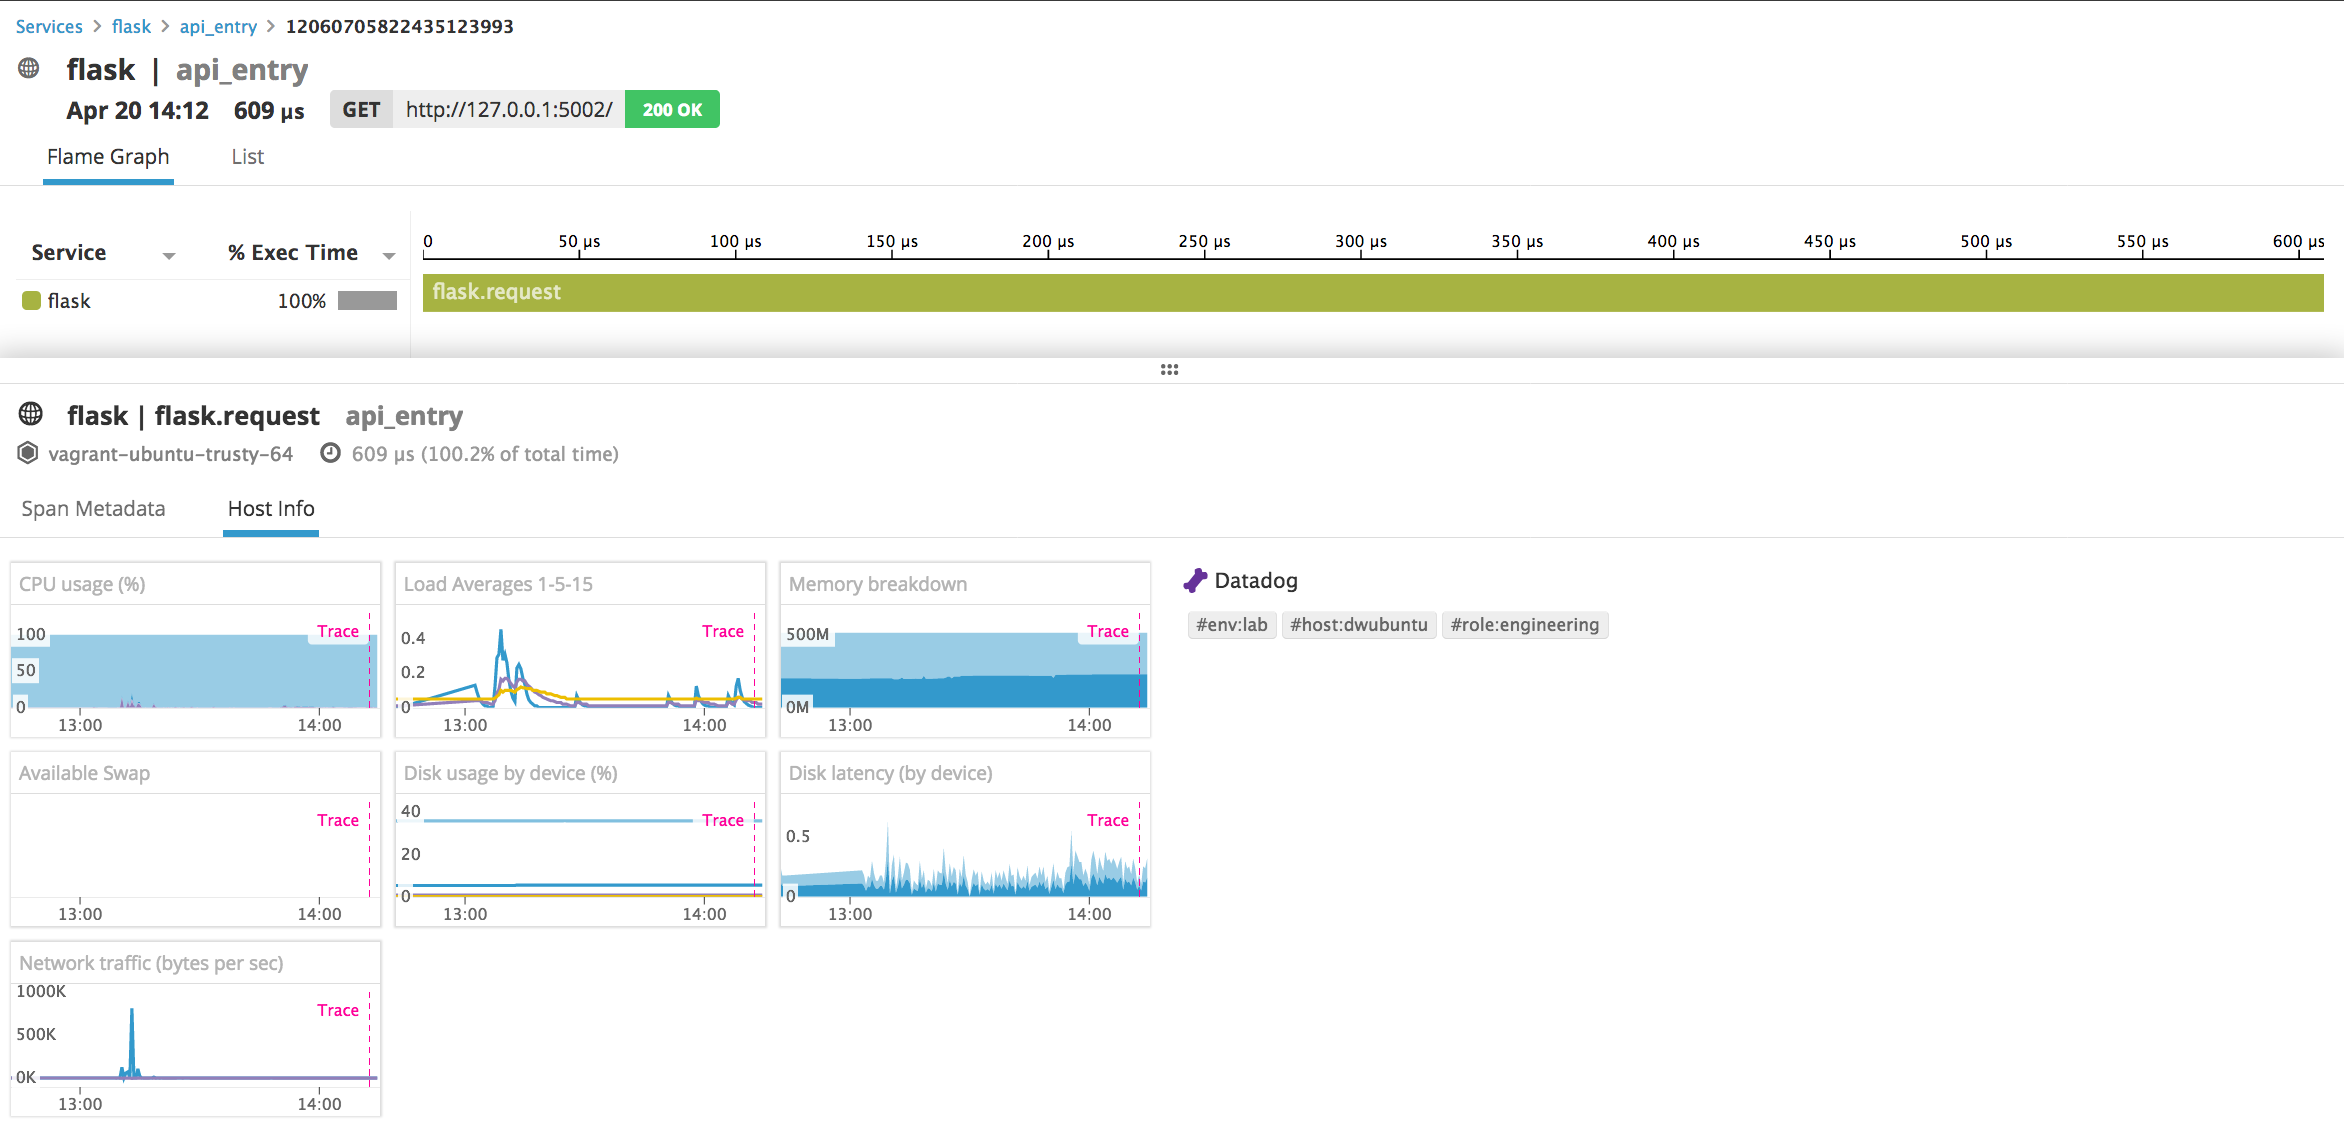 Services > flask > api_entry > 12060705822435123993
flask | api_entry
Apr 20 14:12 609 μs GET http://127.0.0.1:5002/ 200 OK
Flame Graph List
Service % Exec Time
0 50 μs 100 μs 150 μs 200 μs 250 μs 300 μs 350 μs 400 μs 450 μs 500 μs 550 μs 600 μs
flask 100% flask.request
flask | flask.request api_entry
vagrant-ubuntu-trusty-64 609 μs (100.2% of total time)
Span Metadata Host Info
CPU usage (%)
Trace
100
50
0
13:00 14:00
Load Averages 1-5-15
Trace
0.4
0.2
0
13:00 14:00
Memory breakdown
500M Trace
0M
13:00 14:00
Datadog
#env:lab #host:dwubuntu #role:engineering
Available Swap
Trace
13:00 14:00
Disk usage by device (%)
40
Trace
20
0
13:00 14:00
Disk latency (by device)
Trace
0.5
0
13:00 14:00
Network traffic (bytes per sec)
1000K
Trace
500K
0K
13:00 14:00